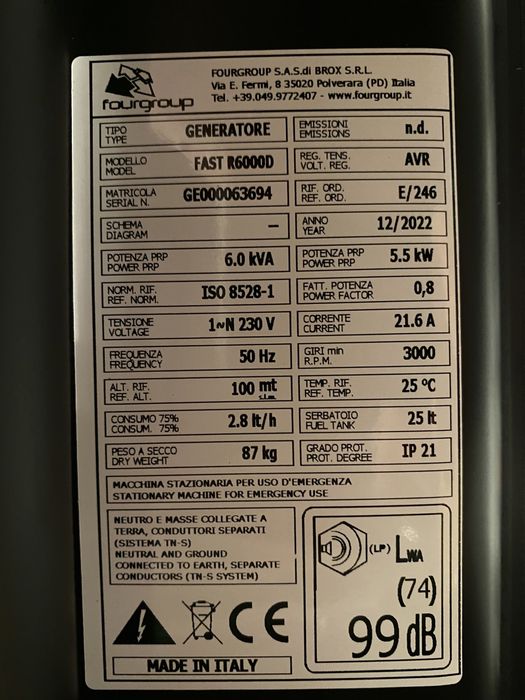 fourgroup
FOURGROUP S.A.S.di BROX S.R.L.
Via E. Fermi, 8 35020 Polverara (PD) Italia
Tel. +39.049.9772407 - www.fourgroup.it
TIPO
TYPE
GENERATORE
EMISSIONI
EMISSIONS
n.d.
MODELLO
MODEL
FAST R6000D
REG. TENS.
VOLT. REG.
AVR
MATRICOLA
SERIAL N.
GE000063694
RIF. ORD.
REF. ORD.
E/246
SCHEMA
DIAGRAM
–
ANNO
YEAR
12/2022
POTENZA PRP
POWER PRP
6.0 kVA
POTENZA PRP
POWER PRP
5.5 kW
NORM. RIF.
REF. NORM.
ISO 8528-1
FATT. POTENZA
POWER FACTOR
0,8
TENSIONE
VOLTAGE
1~N 230 V
CORRENTE
CURRENT
21.6 A
FREQUENZA
FREQUENCY
50 Hz
GIRI min
R.P.M.
3000
ALT. RIF.
REF. ALT.
100 mt
s.l.m.
TEMP. RIF.
REF. TEMP.
25 °C
CONSUMO 75%
CONSUM. 75%
2.8 lt/h
SERBATOIO
FUEL TANK
25 lt
PESO A SECCO
DRY WEIGHT
87 kg
GRADO PROT.
PROT. DEGREE
IP 21
MACCHINA STAZIONARIA PER USO D'EMERGENZA
STATIONARY MACHINE FOR EMERGENCY USE
NEUTRO E MASSE COLLEGATE A
TERRA, CONDUTTORI SEPARATI
(SISTEMA TN-S)
NEUTRAL AND GROUND
CONNECTED TO EARTH, SEPARATE
CONDUCTORS (TN-S SYSTEM)
CE
MADE IN ITALY
(LP) LWA
(74)
99 dB